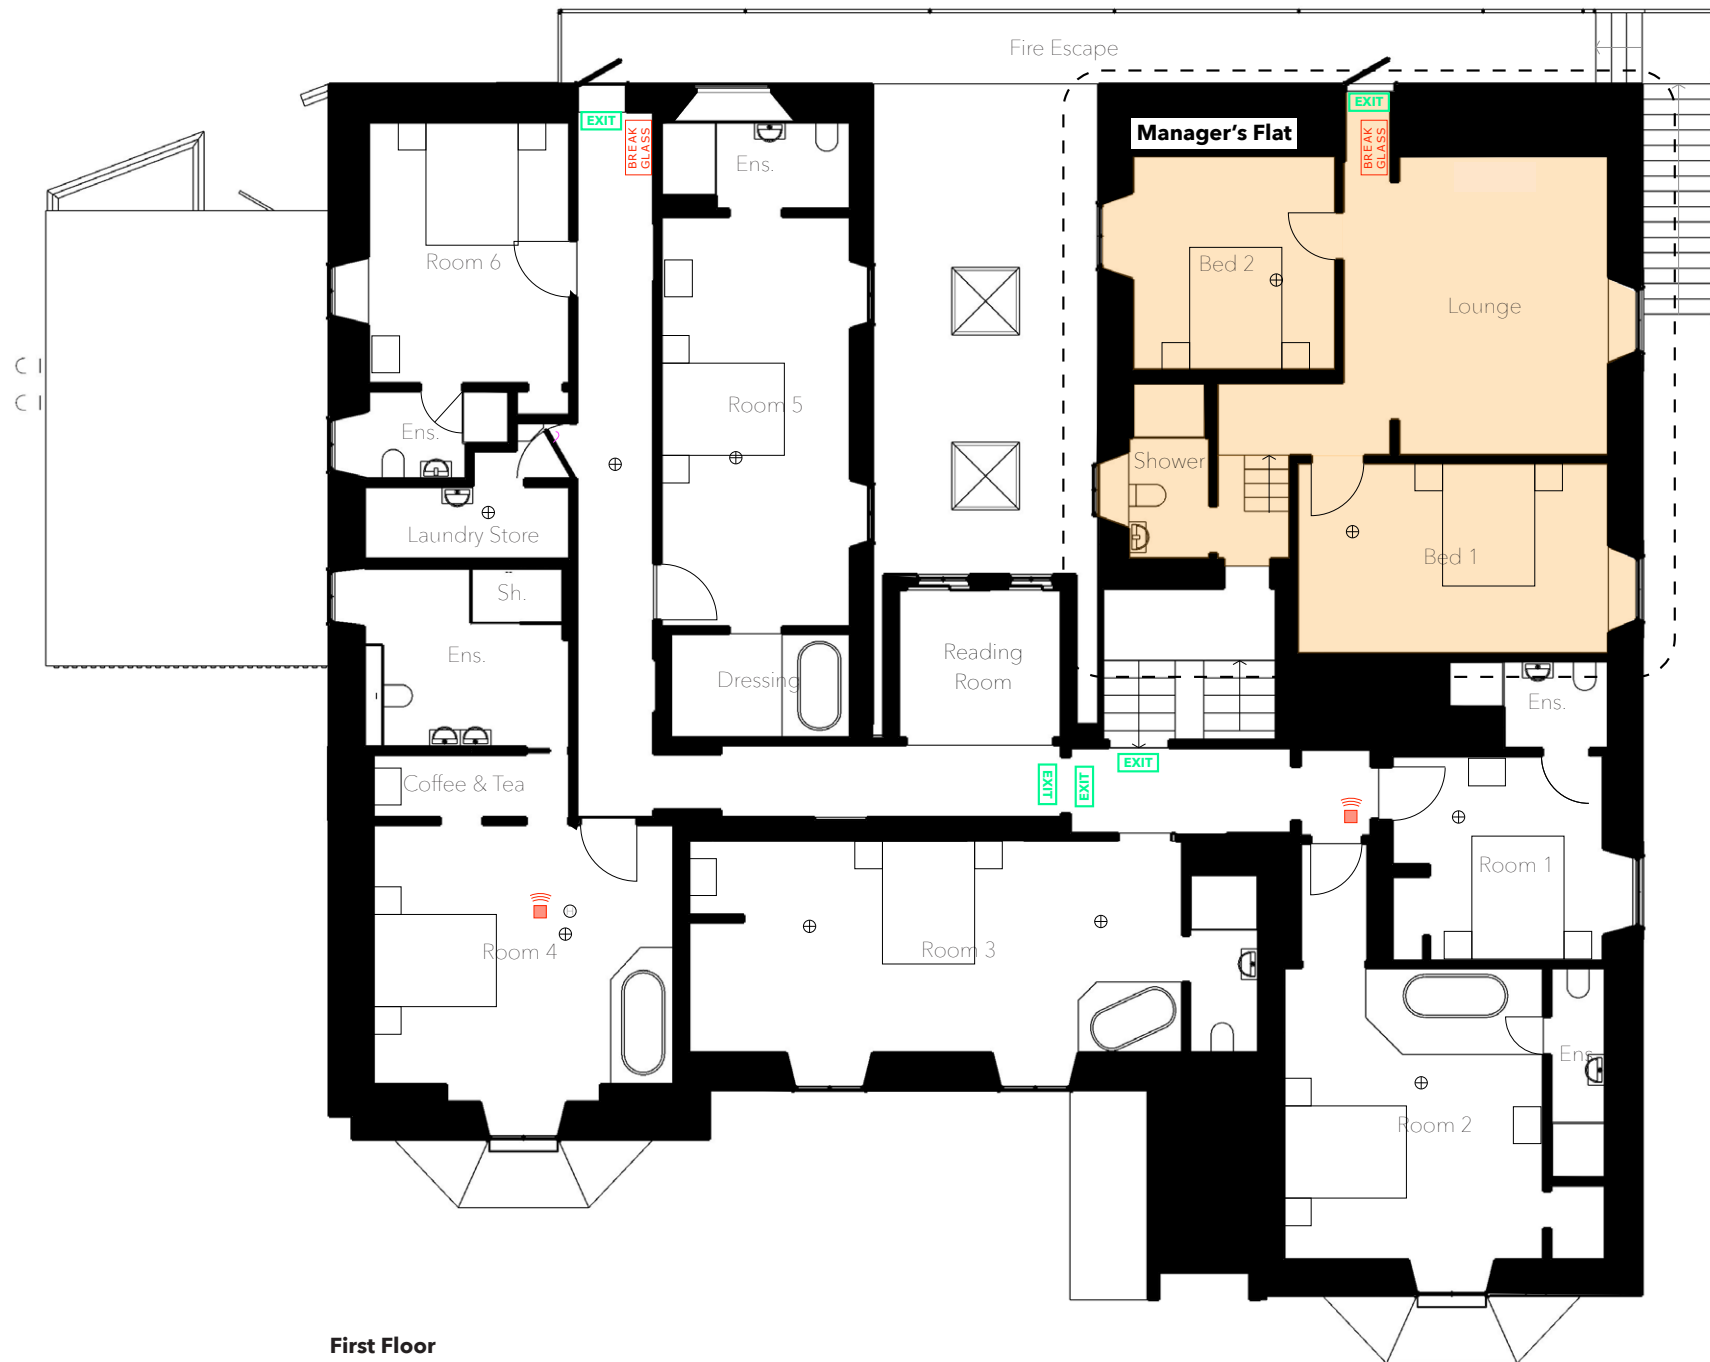 Fire Escape
EXIT
BREAK
GLASS
EXIT
BREAK
GLASS
Manager's Flat
Ens.
Room 6
Bed 2
Lounge
Room 5
Ens.
Shower
Laundry Store
Bed 1
Sh.
Ens.
Reading
Room
Dressing
Ens.
EXIT
EXIT
EXIT
Coffee & Tea
Room 1
Room 4
Room 3
Ens.
Room 2
First Floor